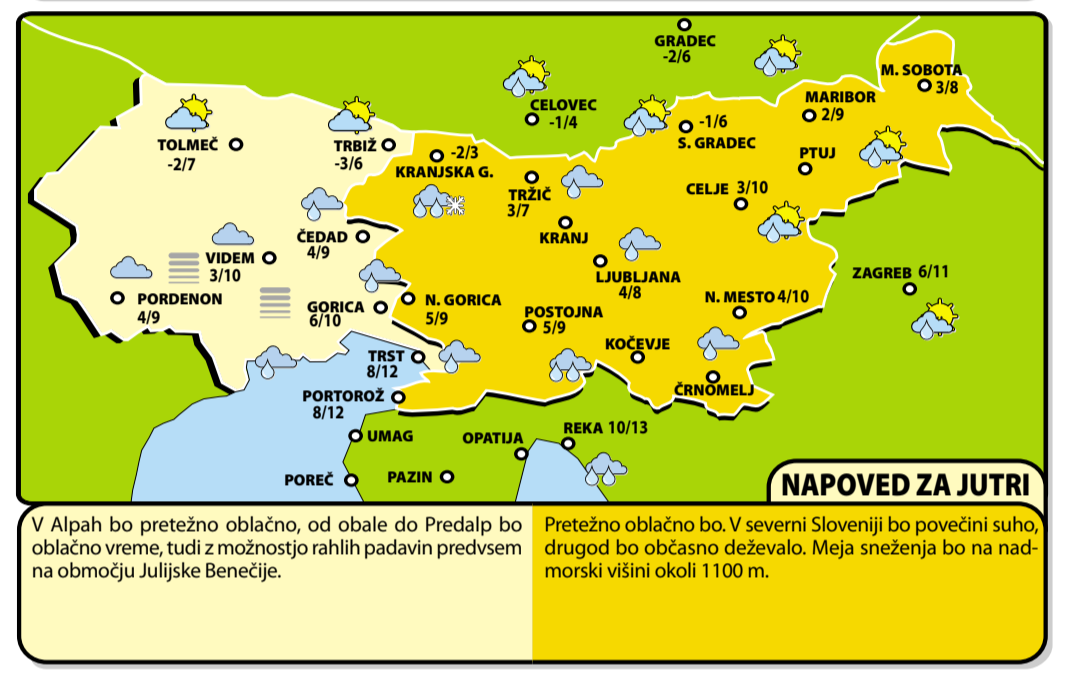 GRADEC
-2/6
M. SOBOTA
3/8
CELOVEC
-1/4
MARIBOR
2/9
-1/6
S. GRADEC
TOLMEČ
-2/7
TRBIŽ
-3/6
-2/3
KRANJSKA G.
PTUJ
TRŽIČ
3/7
CELJE 3/10
ČEDAD
4/9
KRANJ
VIDEM
3/10
LJUBLJANA
4/8
ZAGREB 6/11
PORDENON
4/9
GORICA
6/10
N. GORICA
5/9
POSTOJNA
5/9
N. MESTO 4/10
KOČEVJE
TRST
8/12
ČRNOMELJ
PORTOROŽ
8/12
UMAG
OPATIJA
REKA 10/13
POREČ
PAZIN
NAPOVED ZA JUTRI
V Alpah bo pretežno oblačno, od obale do Predalp bo
oblačno vreme, tudi z možnostjo rahlih padavin predvsem
na območju Julijske Benečije.
Pretežno oblačno bo. V severni Sloveniji bo povečini suho,
drugod bo občasno deževalo. Meja sneženja bo na nad-
morski višini okoli 1100 m.